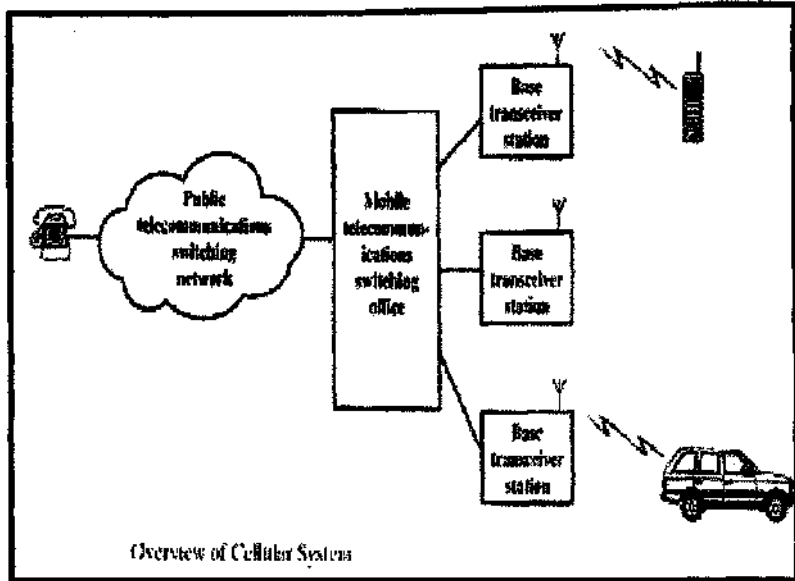 Base
transceiver
station
Public
telecommunications
switching
network
Mobile
telecommun-
ications
switching
office
Base
transceiver
station
Base
transceiver
station
Overview of Cellular System